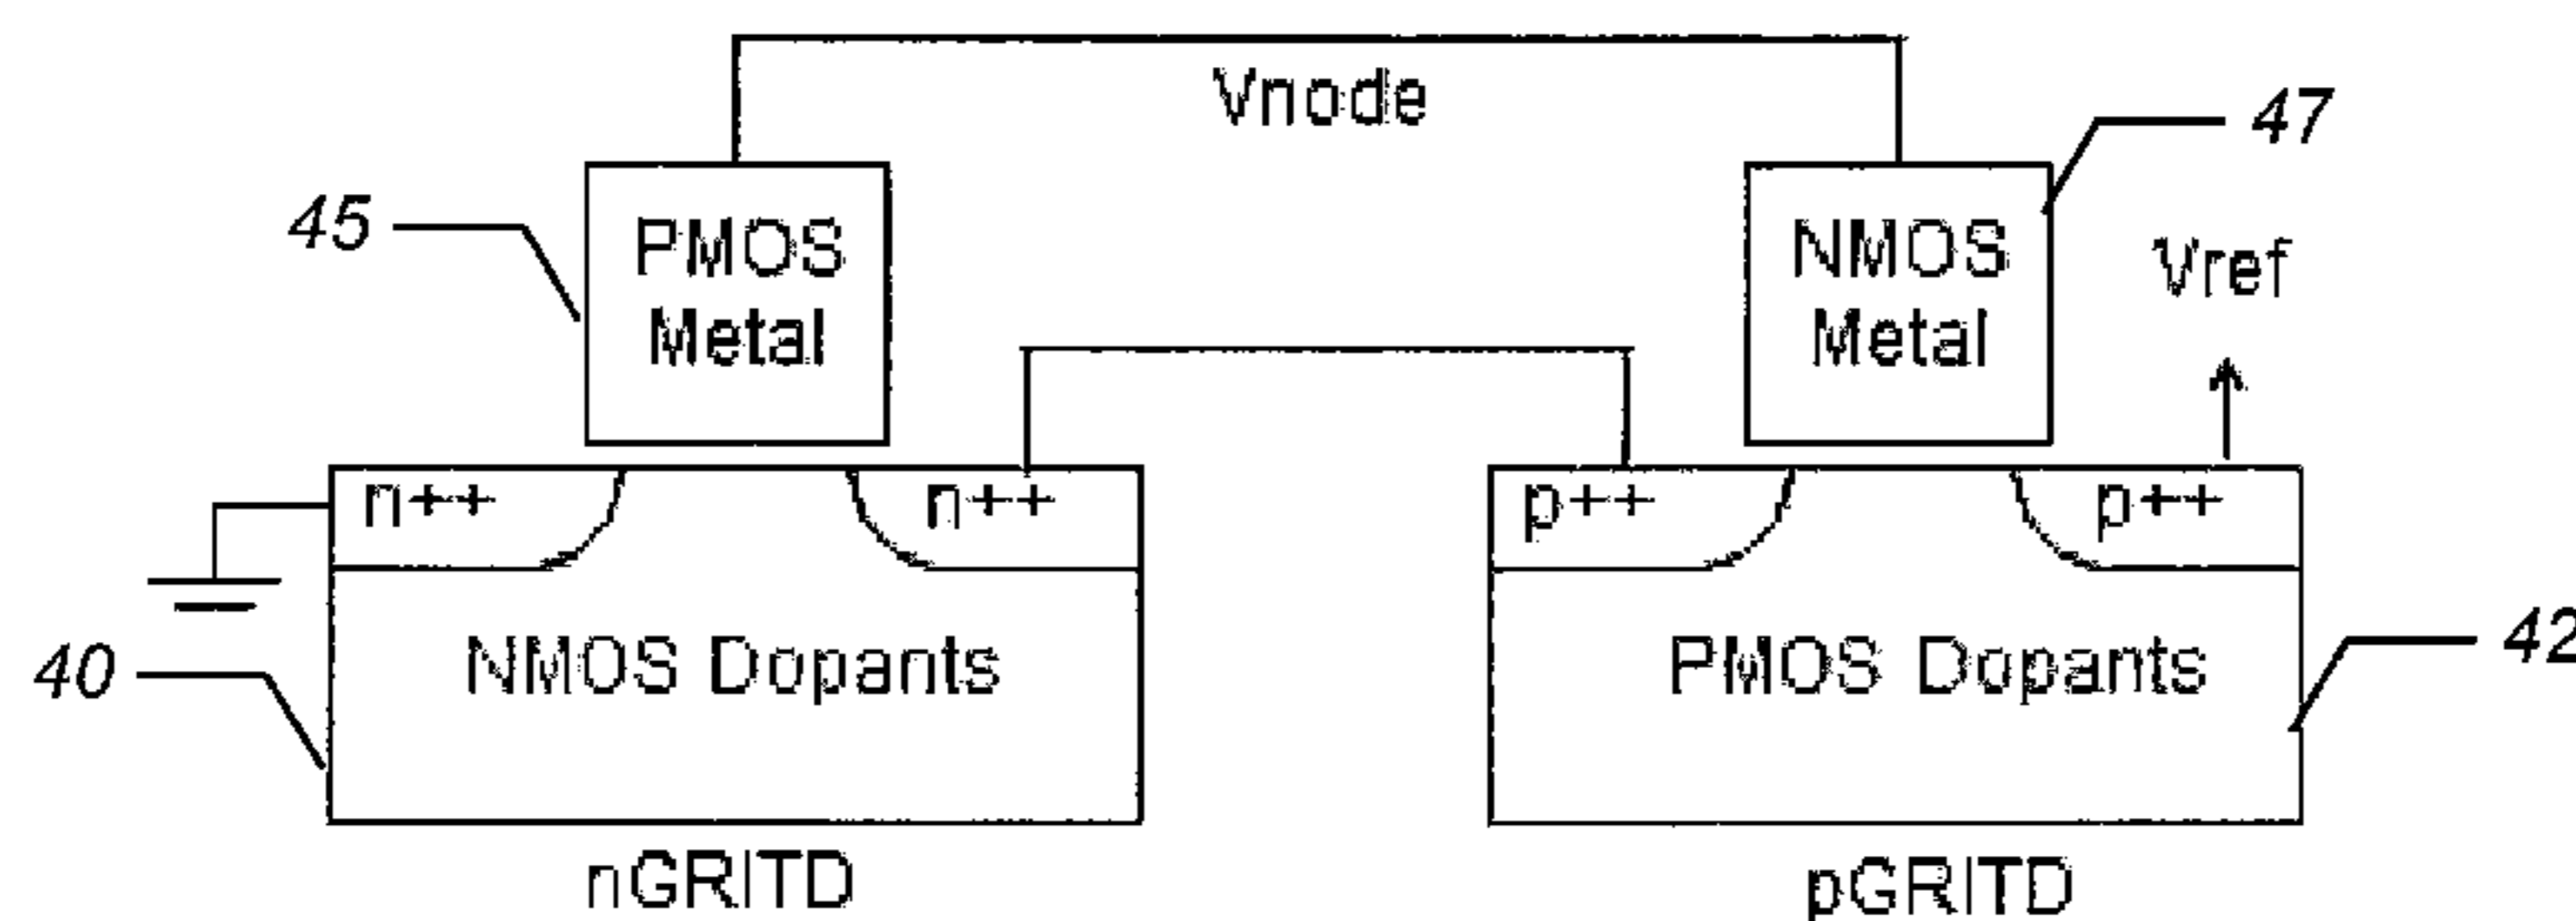 Vnode
47
45
PMOS
Metal
NMOS
Metal
Vref
n++
n++
p++
p++
40
NMOS Dopants
PMOS Dopants
42
nGRITD
pGRITD